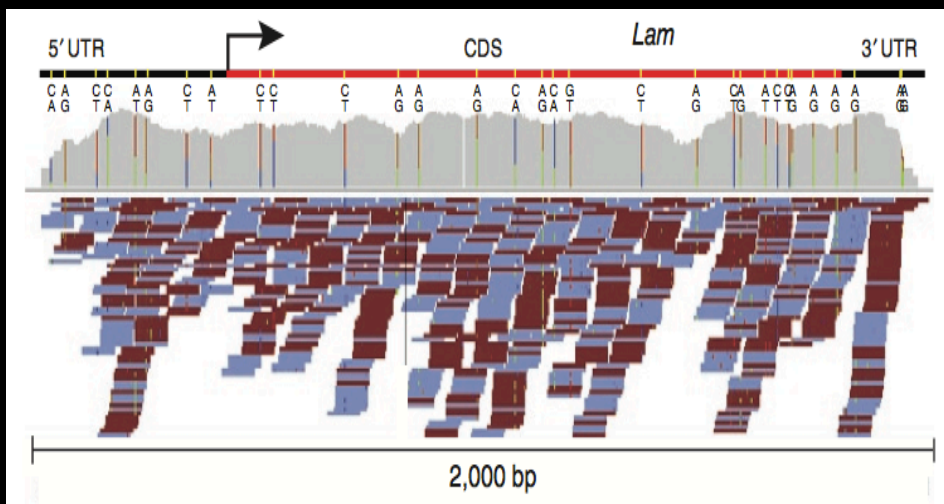 5′ UTR CDS Lam 3′ UTR
C A C C A A C A C C C A A A C A C G C A C A A C C A A A A A A
A G T A T G T T T T T G G G A G A T T G T G T T G G G G G G
2,000 bp